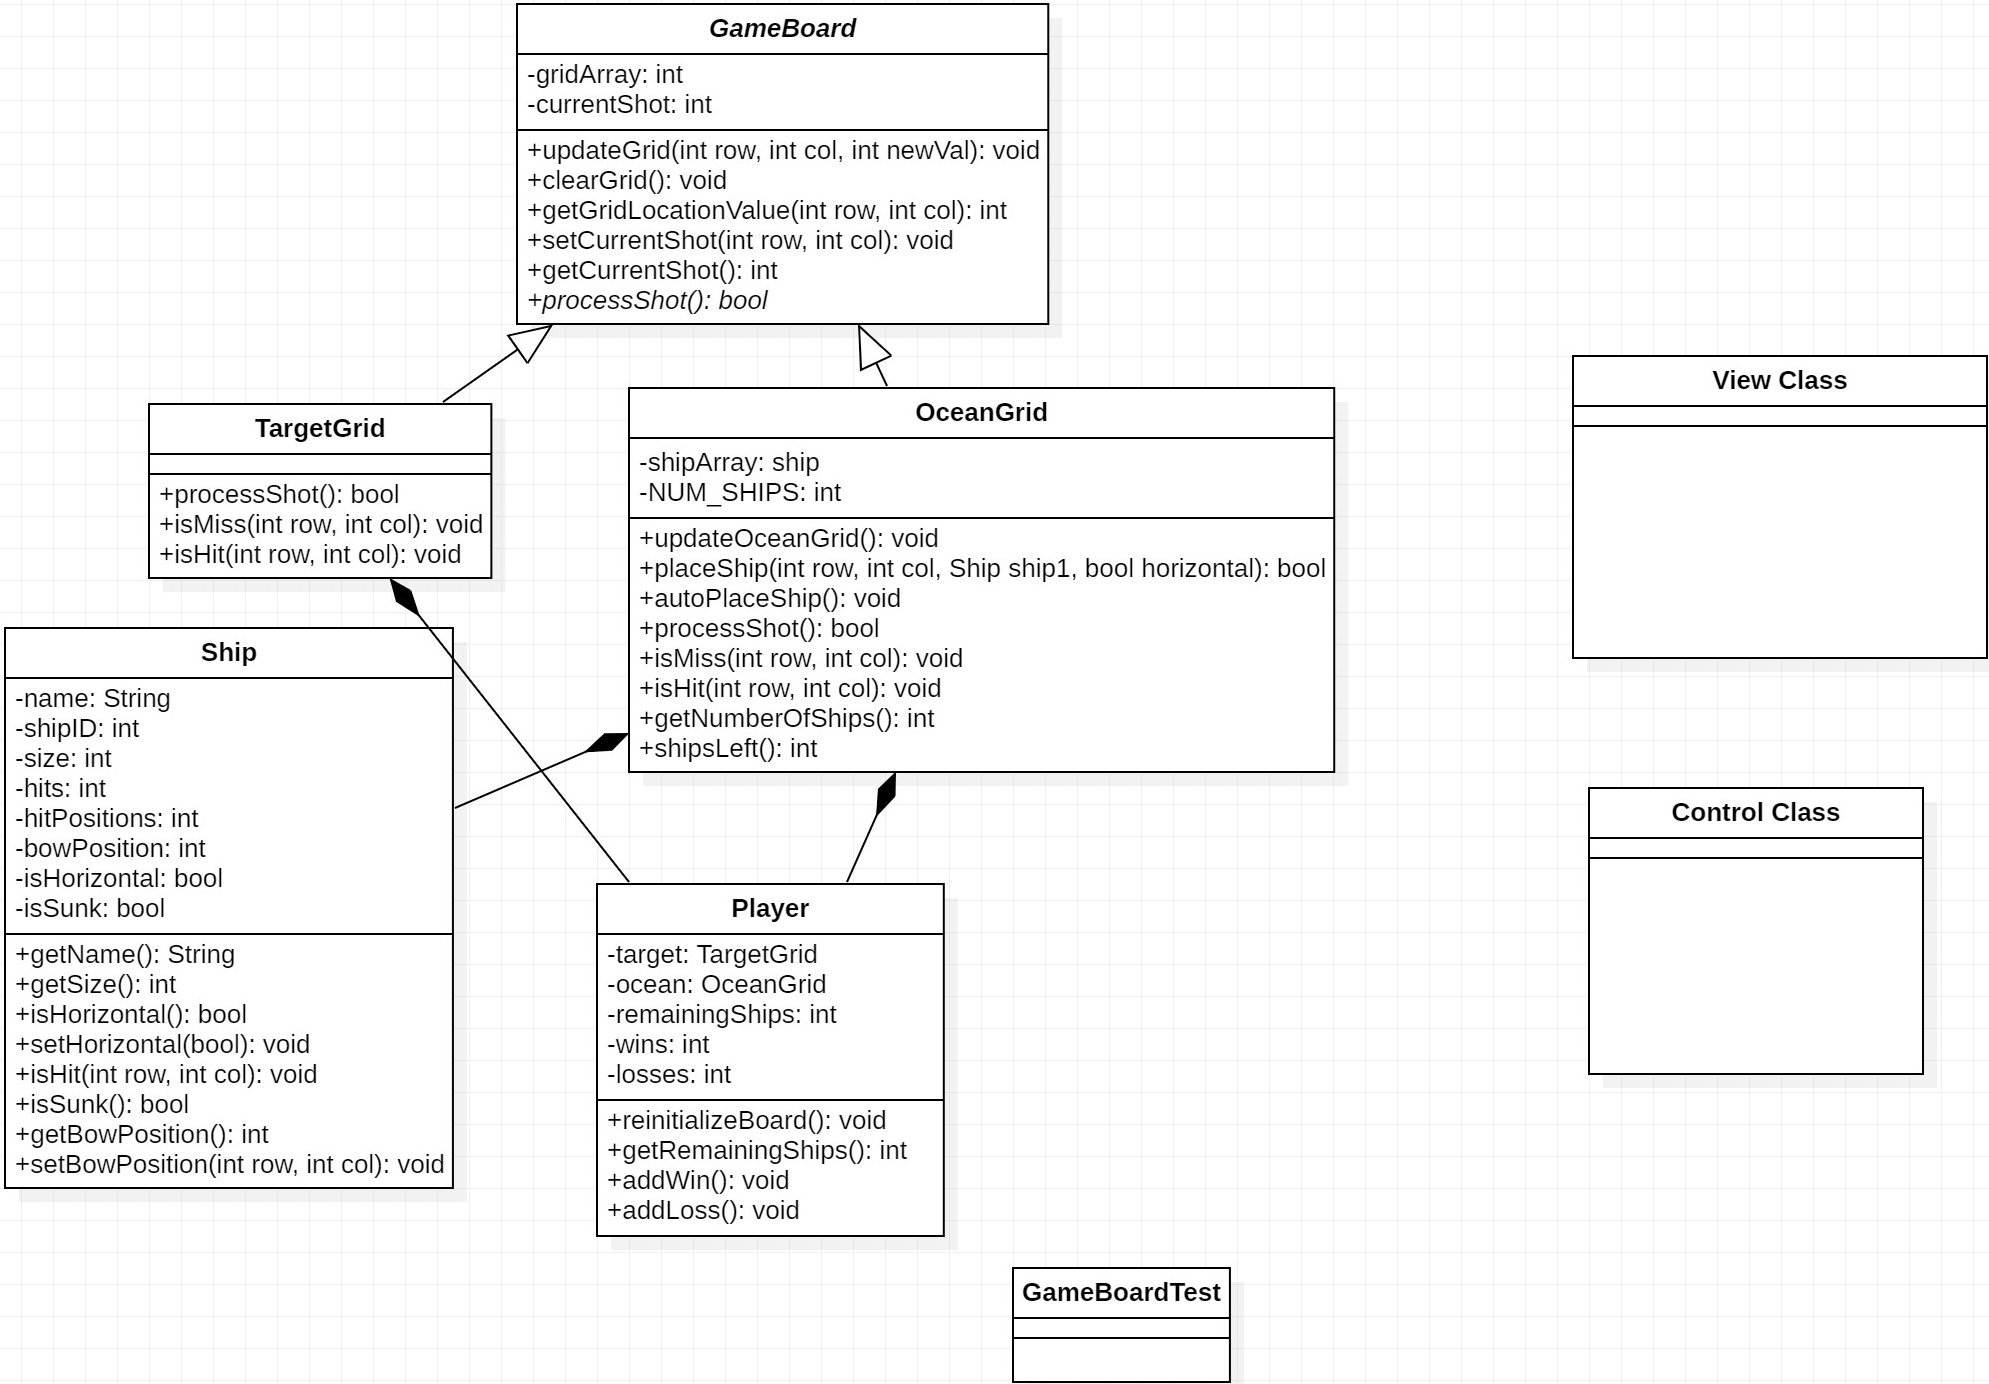 GameBoard
-gridArray: int
-currentShot: int
+updateGrid(int row, int col, int newVal): void
+clearGrid(): void
+getGridLocationValue(int row, int col): int
+setCurrentShot(int row, int col): void
+getCurrentShot(): int
+processShot(): bool
TargetGrid
+processShot(): bool
+isMiss(int row, int col): void
+isHit(int row, int col): void
OceanGrid
-shipArray: ship
-NUM_SHIPS: int
+updateOceanGrid(): void
+placeShip(int row, int col, Ship ship1, bool horizontal): bool
+autoPlaceShip(): void
+processShot(): bool
+isMiss(int row, int col): void
+isHit(int row, int col): void
+getNumberOfShips(): int
+shipsLeft(): int
View Class
Ship
-name: String
-shipID: int
-size: int
-hits: int
-hitPositions: int
-bowPosition: int
-isHorizontal: bool
-isSunk: bool
+getName(): String
+getSize(): int
+isHorizontal(): bool
+setHorizontal(bool): void
+isHit(int row, int col): void
+isSunk(): bool
+getBowPosition(): int
+setBowPosition(int row, int col): void
Player
-target: TargetGrid
-ocean: OceanGrid
-remainingShips: int
-wins: int
-losses: int
+reinitializeBoard(): void
+getRemainingShips(): int
+addWin(): void
+addLoss(): void
Control Class
GameBoardTest